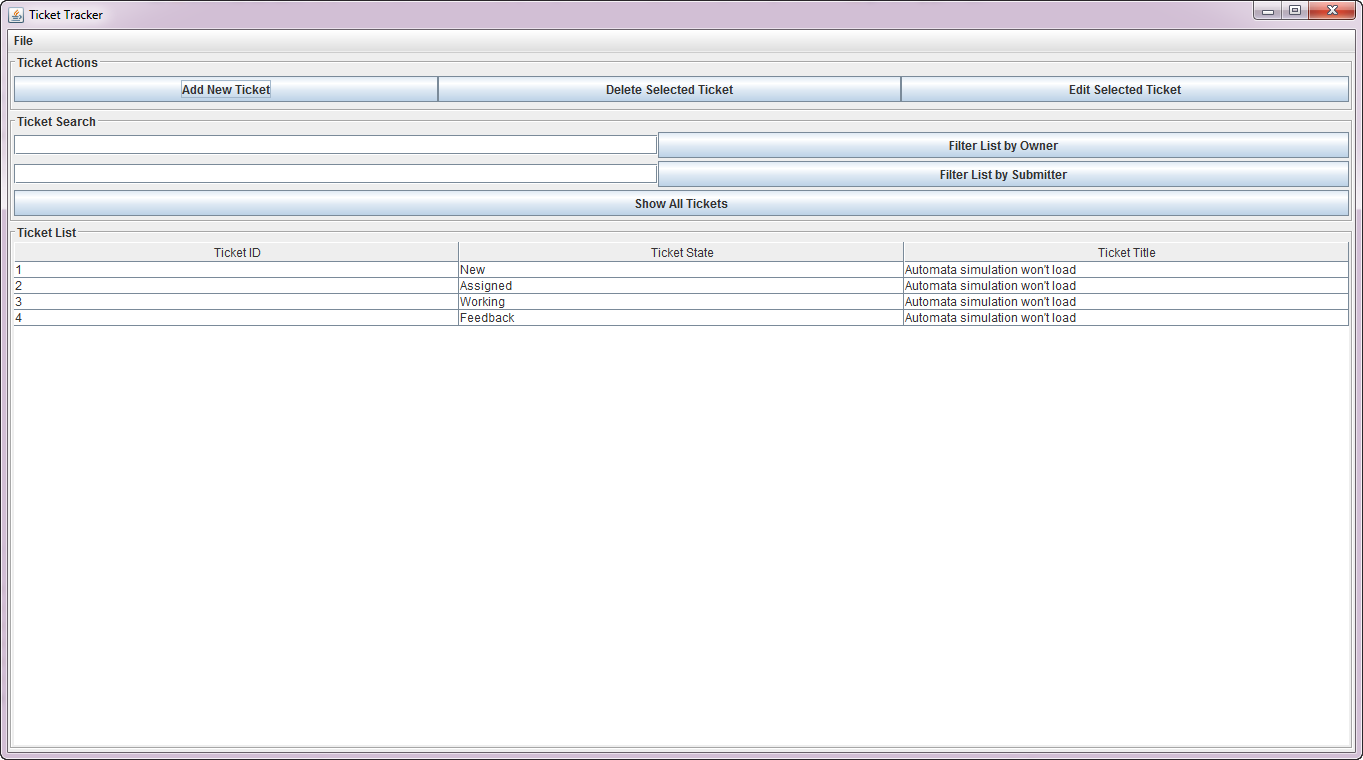 Ticket Tracker
File
Ticket Actions
Add New Ticket Delete Selected Ticket Edit Selected Ticket
Ticket Search
Filter List by Owner
Filter List by Submitter
Show All Tickets
Ticket List
Ticket ID Ticket State Ticket Title
1 New Automata simulation won't load
2 Assigned Automata simulation won't load
3 Working Automata simulation won't load
4 Feedback Automata simulation won't load